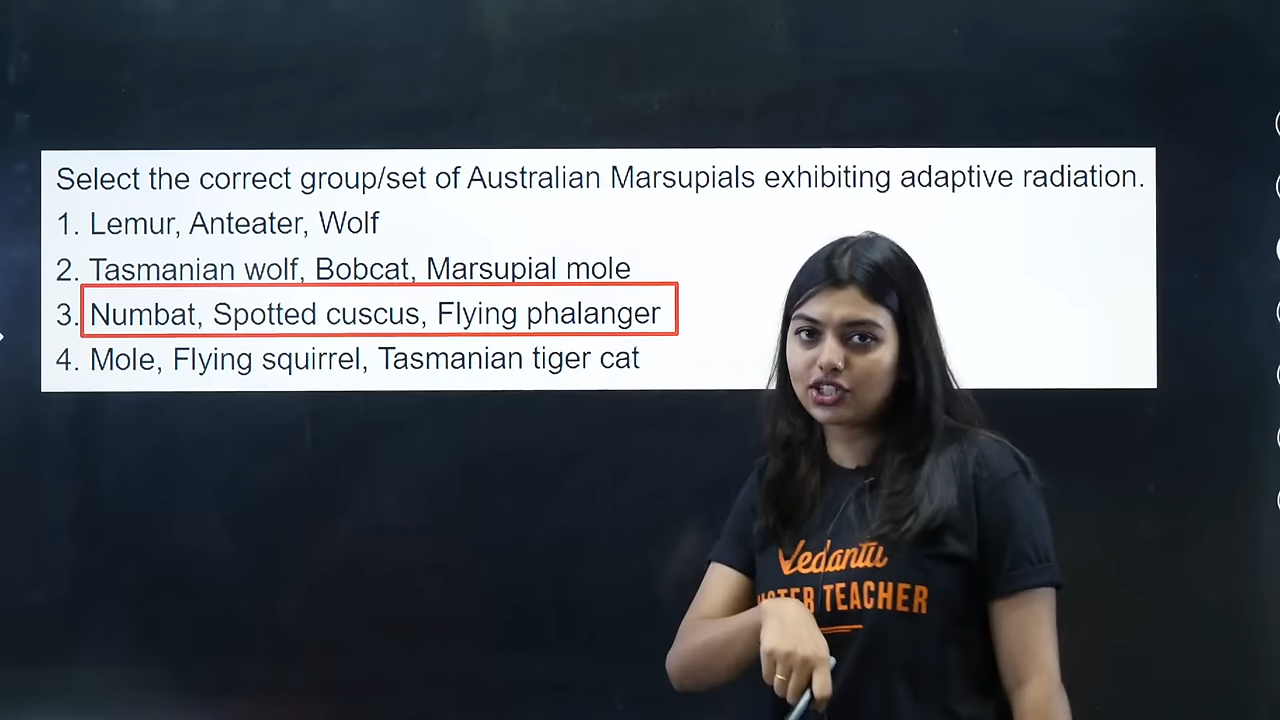 Select the correct group/set of Australian Marsupials exhibiting adaptive radiation.
1. Lemur, Anteater, Wolf
2. Tasmanian wolf, Bobcat, Marsupial mole
3. Numbat, Spotted cuscus, Flying phalanger
4. Mole, Flying squirrel, Tasmanian tiger cat
Vedantu
TEACHER